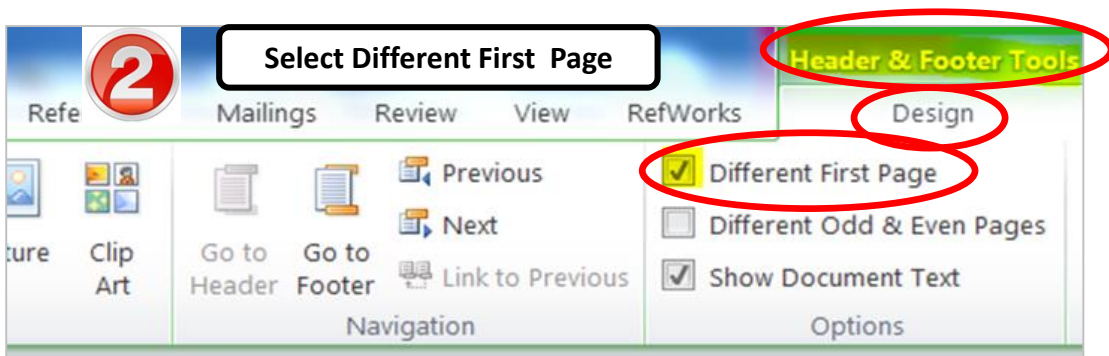 2
Select Different First Page
Header & Footer Tools
Refe Mailings Review View RefWorks Design
Previous
Different First Page
Next
Different Odd & Even Pages
ture Clip Art
Go to Header
Go to Footer
Link to Previous
Show Document Text
Navigation
Options